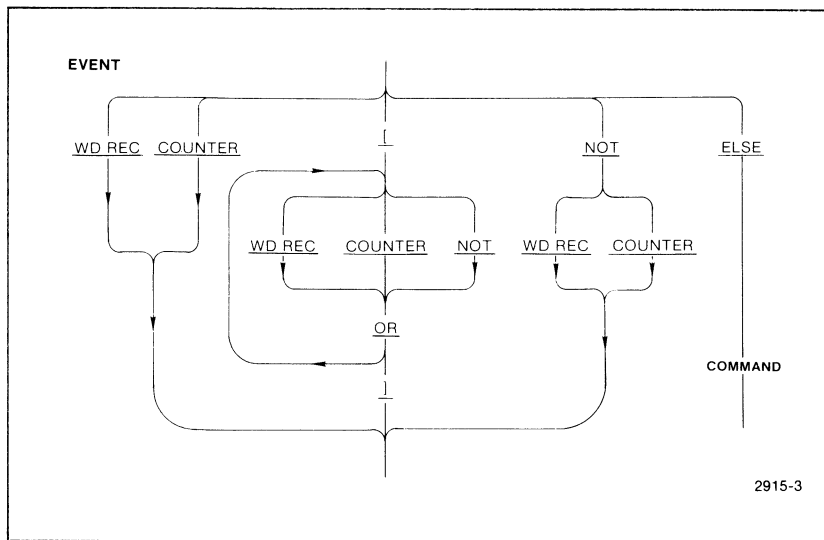 EVENT
[
WD REC COUNTER NOT ELSE
WD REC COUNTER NOT WD REC COUNTER
OR
COMMAND
]
2915-3